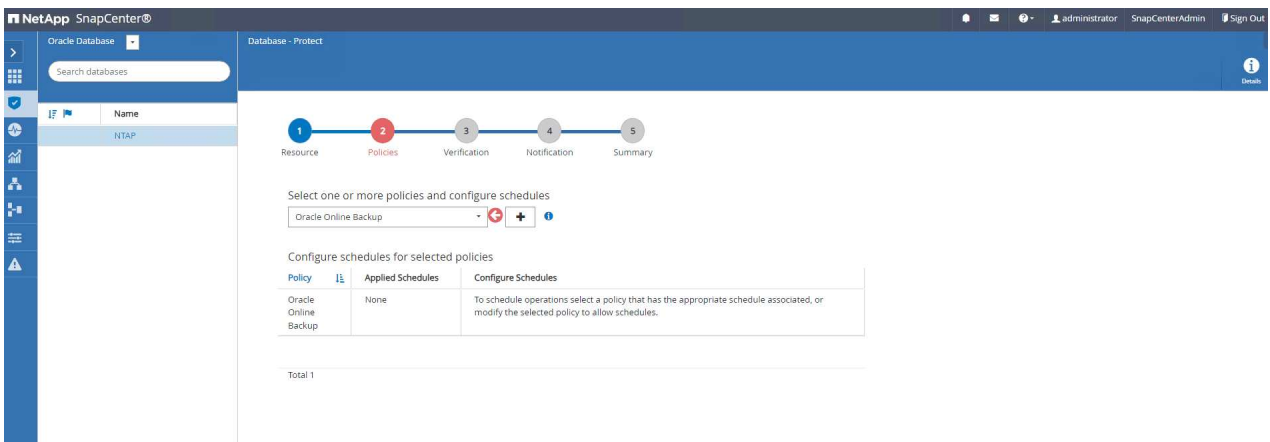 NetApp SnapCenter®
administrator SnapCenterAdmin Sign Out
Oracle Database
Database - Protect
Search databases
Details
Name
NTAP
1 2 3 4 5
Resource Policies Verification Notification Summary
Select one or more policies and configure schedules
Oracle Online Backup
Configure schedules for selected policies
Policy Applied Schedules Configure Schedules
Oracle Online Backup
None
To schedule operations select a policy that has the appropriate schedule associated, or
modify the selected policy to allow schedules.
Total 1